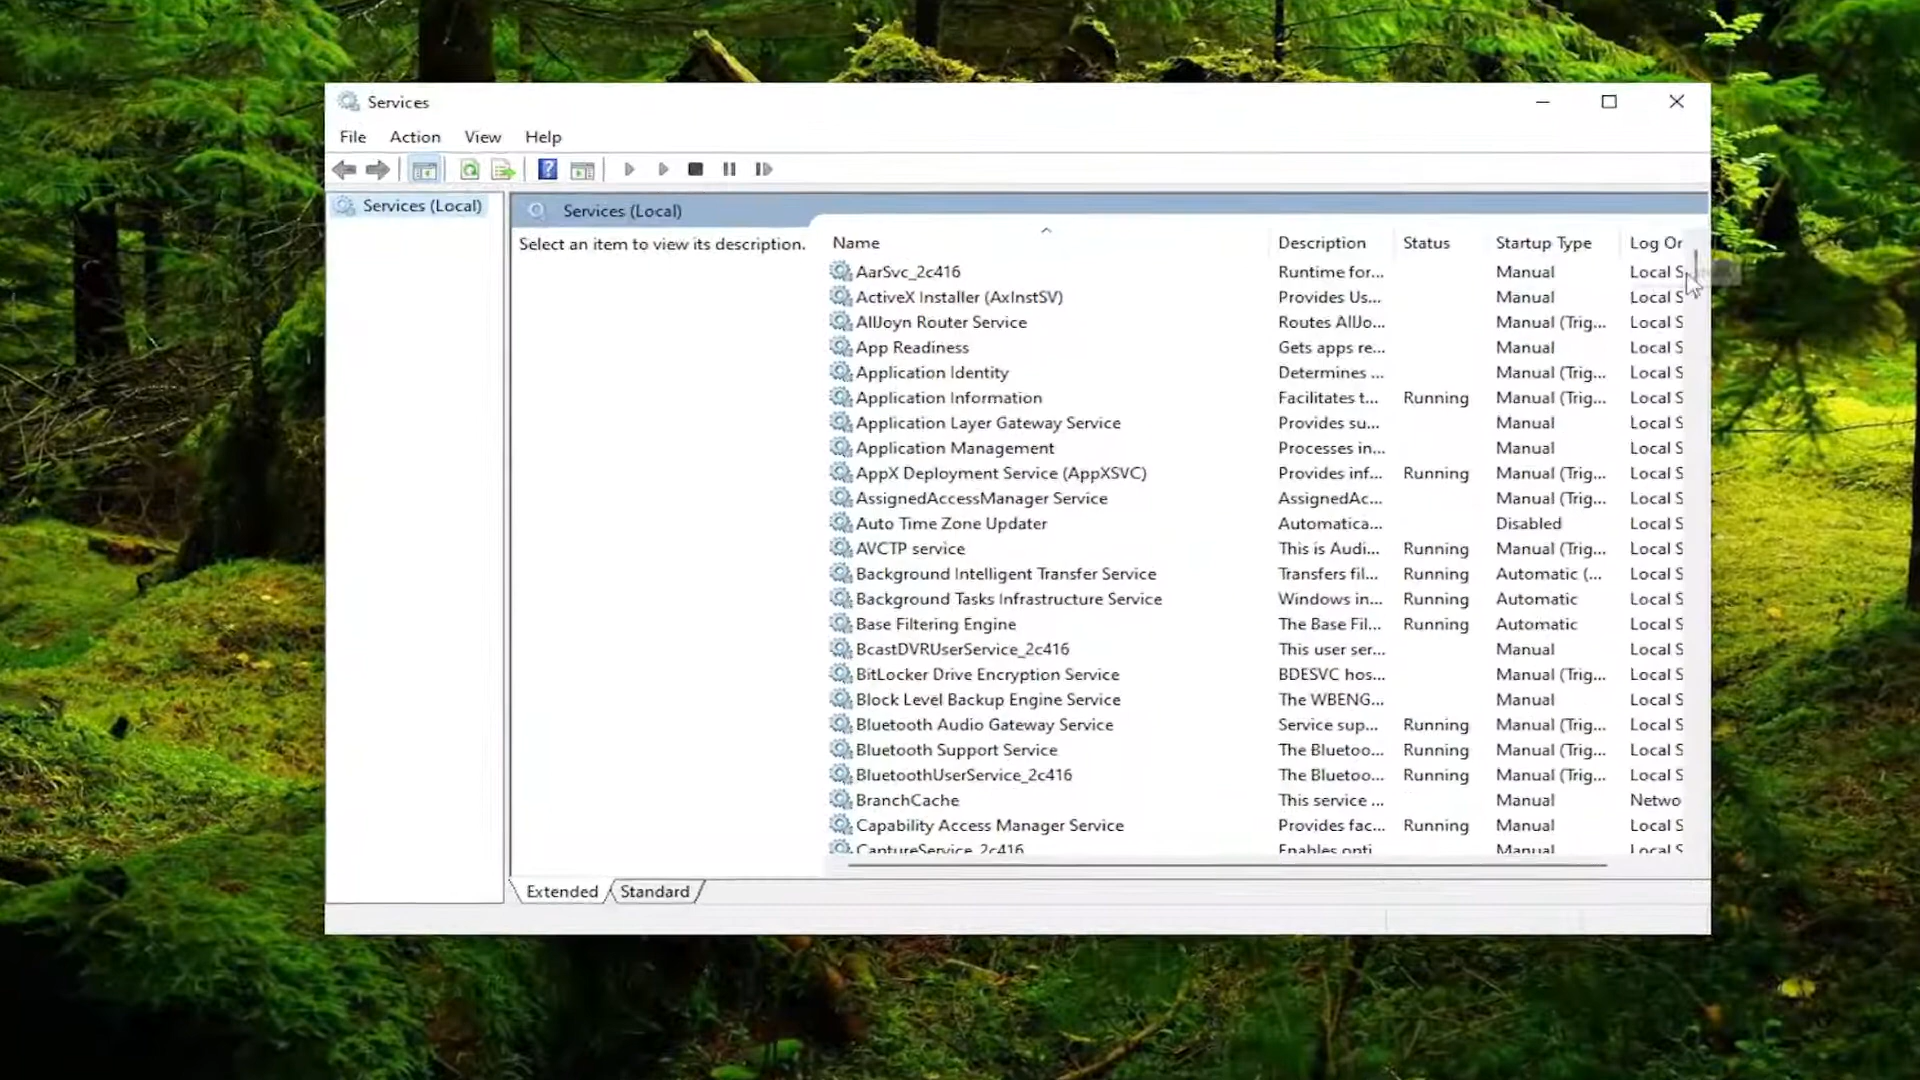 Services
File Action View Help
Services (Local)
Services (Local)
Select an item to view its description.
Name Description Status Startup Type Log Or
AarSvc_2c416 Runtime for... Manual Local S
ActiveX Installer (AxInstSV) Provides Us... Manual Local S
AllJoyn Router Service Routes AllJo... Manual (Trig... Local S
App Readiness Gets apps re... Manual Local S
Application Identity Determines ... Manual (Trig... Local S
Application Information Facilitates t... Running Manual (Trig... Local S
Application Layer Gateway Service Provides su... Manual Local S
Application Management Processes in... Manual Local S
AppX Deployment Service (AppXSVC) Provides inf... Running Manual (Trig... Local S
AssignedAccessManager Service AssignedAc... Manual (Trig... Local S
Auto Time Zone Updater Automatica... Disabled Local S
AVCTP service This is Audi... Running Manual (Trig... Local S
Background Intelligent Transfer Service Transfers fil... Running Automatic (... Local S
Background Tasks Infrastructure Service Windows in... Running Automatic Local S
Base Filtering Engine The Base Fil... Running Automatic Local S
BcastDVRUserService_2c416 This user ser... Manual Local S
BitLocker Drive Encryption Service BDESVC hos... Manual (Trig... Local S
Block Level Backup Engine Service The WBENG... Manual Local S
Bluetooth Audio Gateway Service Service sup... Running Manual (Trig... Local S
Bluetooth Support Service The Bluetoo... Running Manual (Trig... Local S
BluetoothUserService_2c416 The Bluetoo... Running Manual (Trig... Local S
BranchCache This service ... Manual Netwo
Capability Access Manager Service Provides fac... Running Manual Local S
CaptureService_2c416 Enables opti Manual Local S
Extended Standard